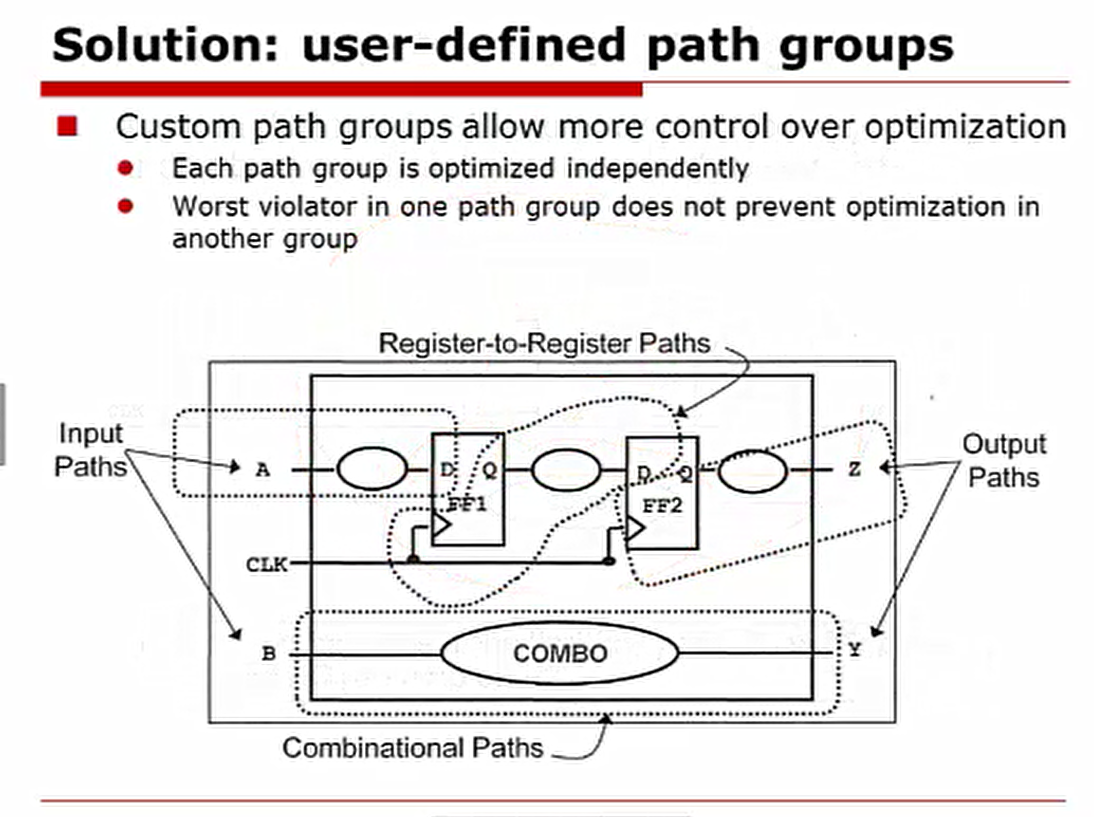 Solution: user-defined path groups
Custom path groups allow more control over optimization
Each path group is optimized independently
Worst violator in one path group does not prevent optimization in
another group
Register-to-Register Paths
Input
Paths
A
D
Q
FF1
D
Q
FF2
Z
Output
Paths
CLK
B
COMBO
Y
Combinational Paths